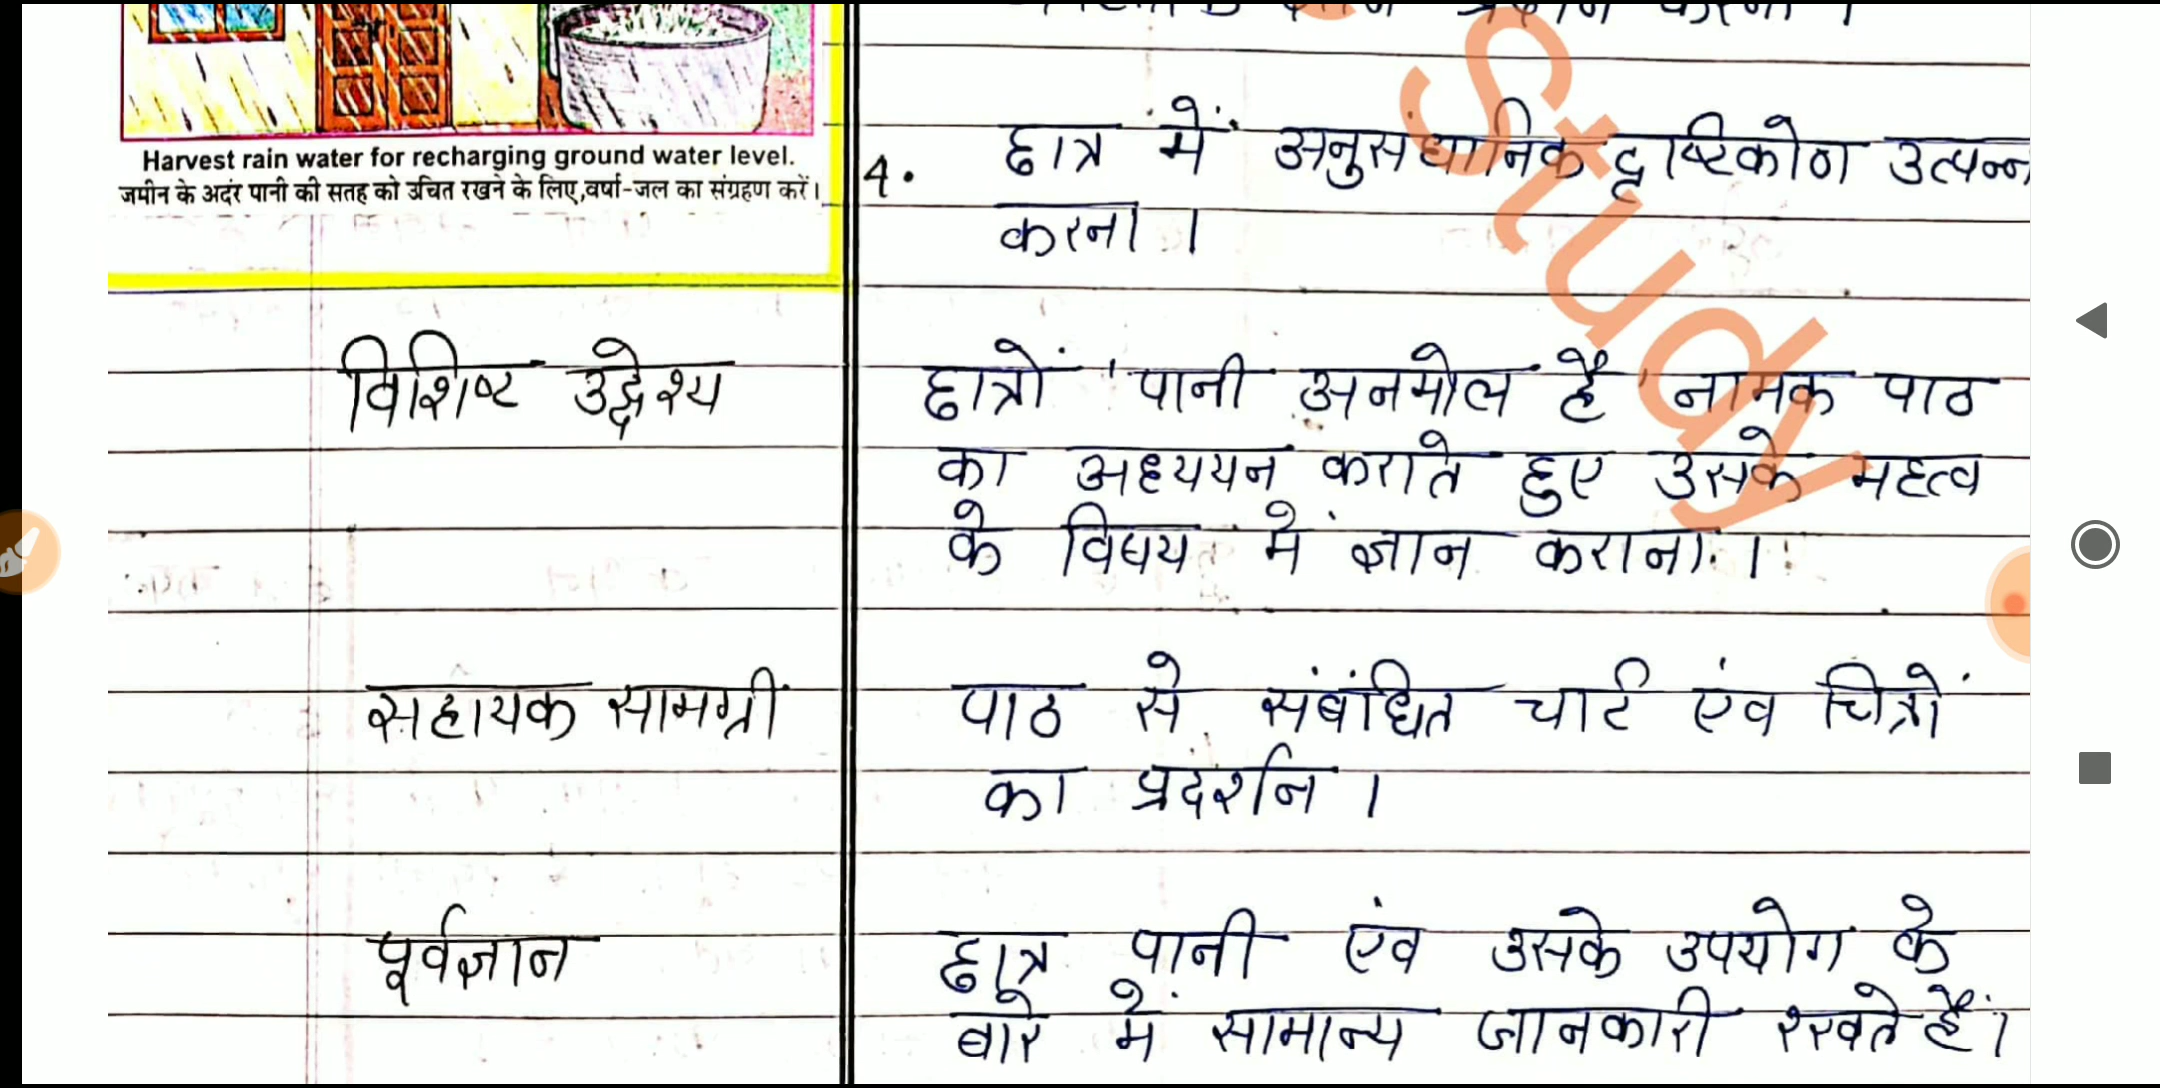 Harvest rain water for recharging ground water level.
जमीन के अदंर पानी की सतह को उचित रखने के लिए,वर्षा-जल का संग्रहण करें।
Study
4. छात्र में अनुसंधानिक दृष्टिकोण उत्पन्न
करना ।
विशिष्ट उद्देश्य
छात्रों 'पानी अनमोल है' नामक पाठ
का अध्ययन कराते हुए उसके महत्व
के विषय में ज्ञान कराना ।
सहायक सामग्री
पाठ से संबंधित चार्ट एंव चित्रों
का प्रदर्शन ।
पूर्वज्ञान
छात्र पानी एंव उसके उपयोग के
बारे में सामान्य जानकारी रखते हैं।